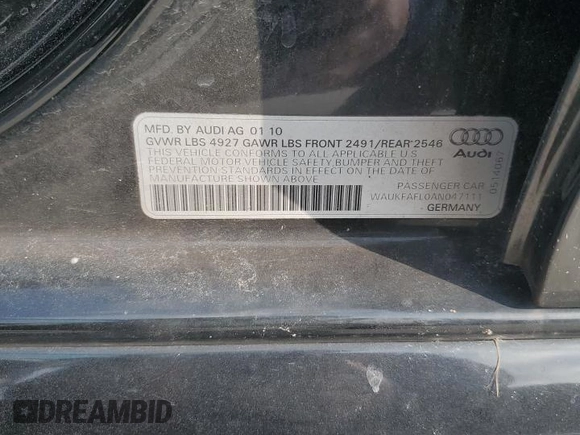 MFD. BY AUDI AG 01 10
GVWR LBS 4927 GAWR LBS FRONT 2491/REAR 2546
THIS VEHICLE CONFORMS TO ALL APPLICABLE U.S
FEDERAL MOTOR VEHICLE SAFETY BUMPER AND THEFT
PREVENTION STANDARDS IN EFFECT ON THE DATE OF
MANUFACTURE SHOWN ABOVE
Audi
0514067
PASSENGER CAR
WAUKFAFL0AN047111
GERMANY
DREAMBID